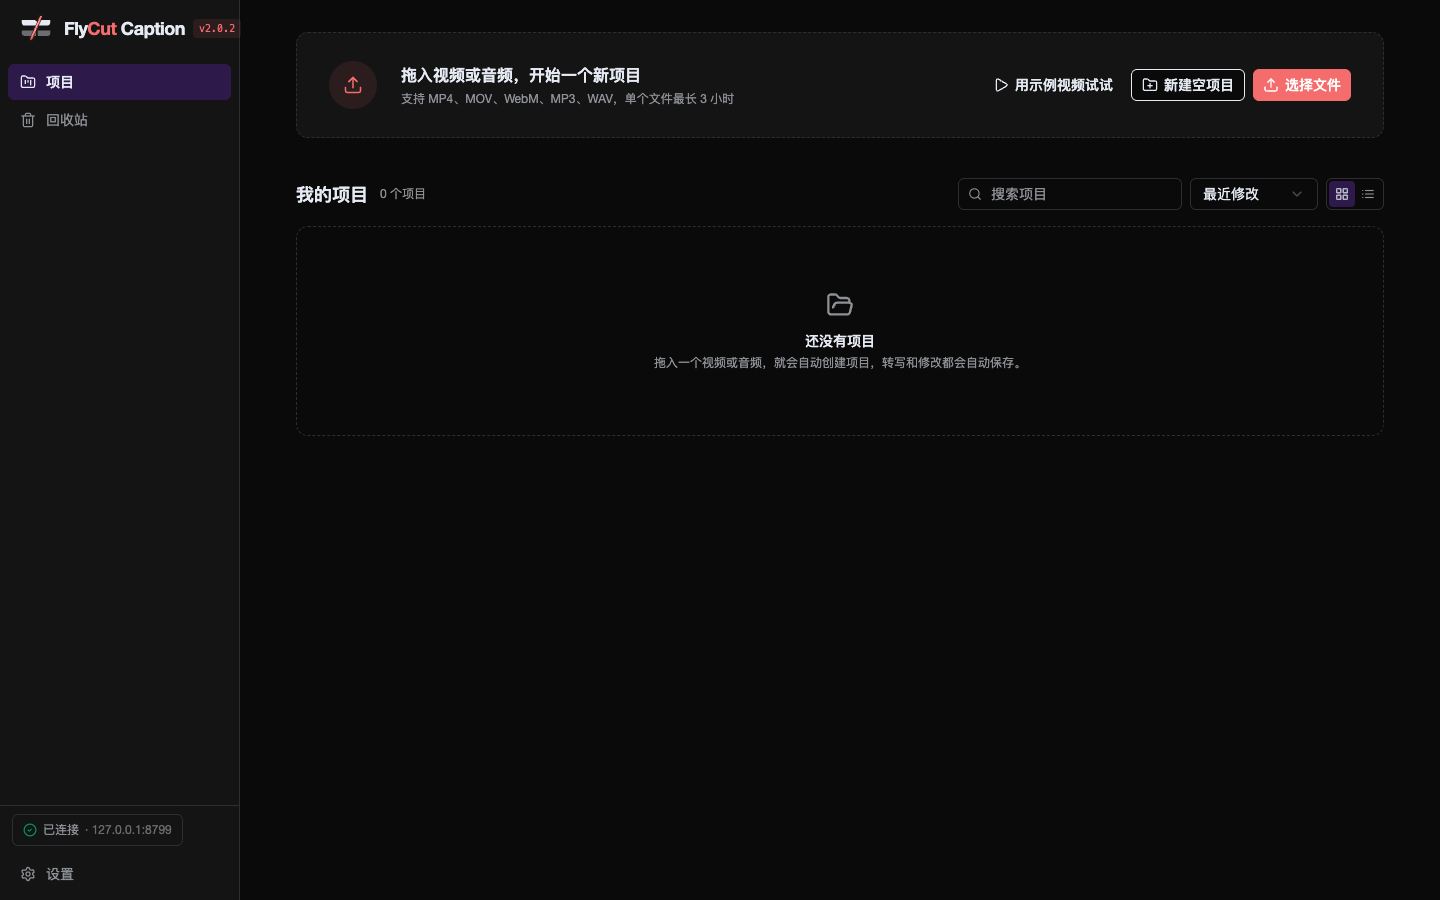 FlyCut Caption v2.0.2
项目
回收站
拖入视频或音频，开始一个新项目
支持 MP4、MOV、WebM、MP3、WAV，单个文件最长 3 小时
用示例视频试试
新建空项目
选择文件
我的项目 0 个项目
搜索项目
最近修改
还没有项目
拖入一个视频或音频，就会自动创建项目，转写和修改都会自动保存。
已连接 · 127.0.0.1:8799
设置